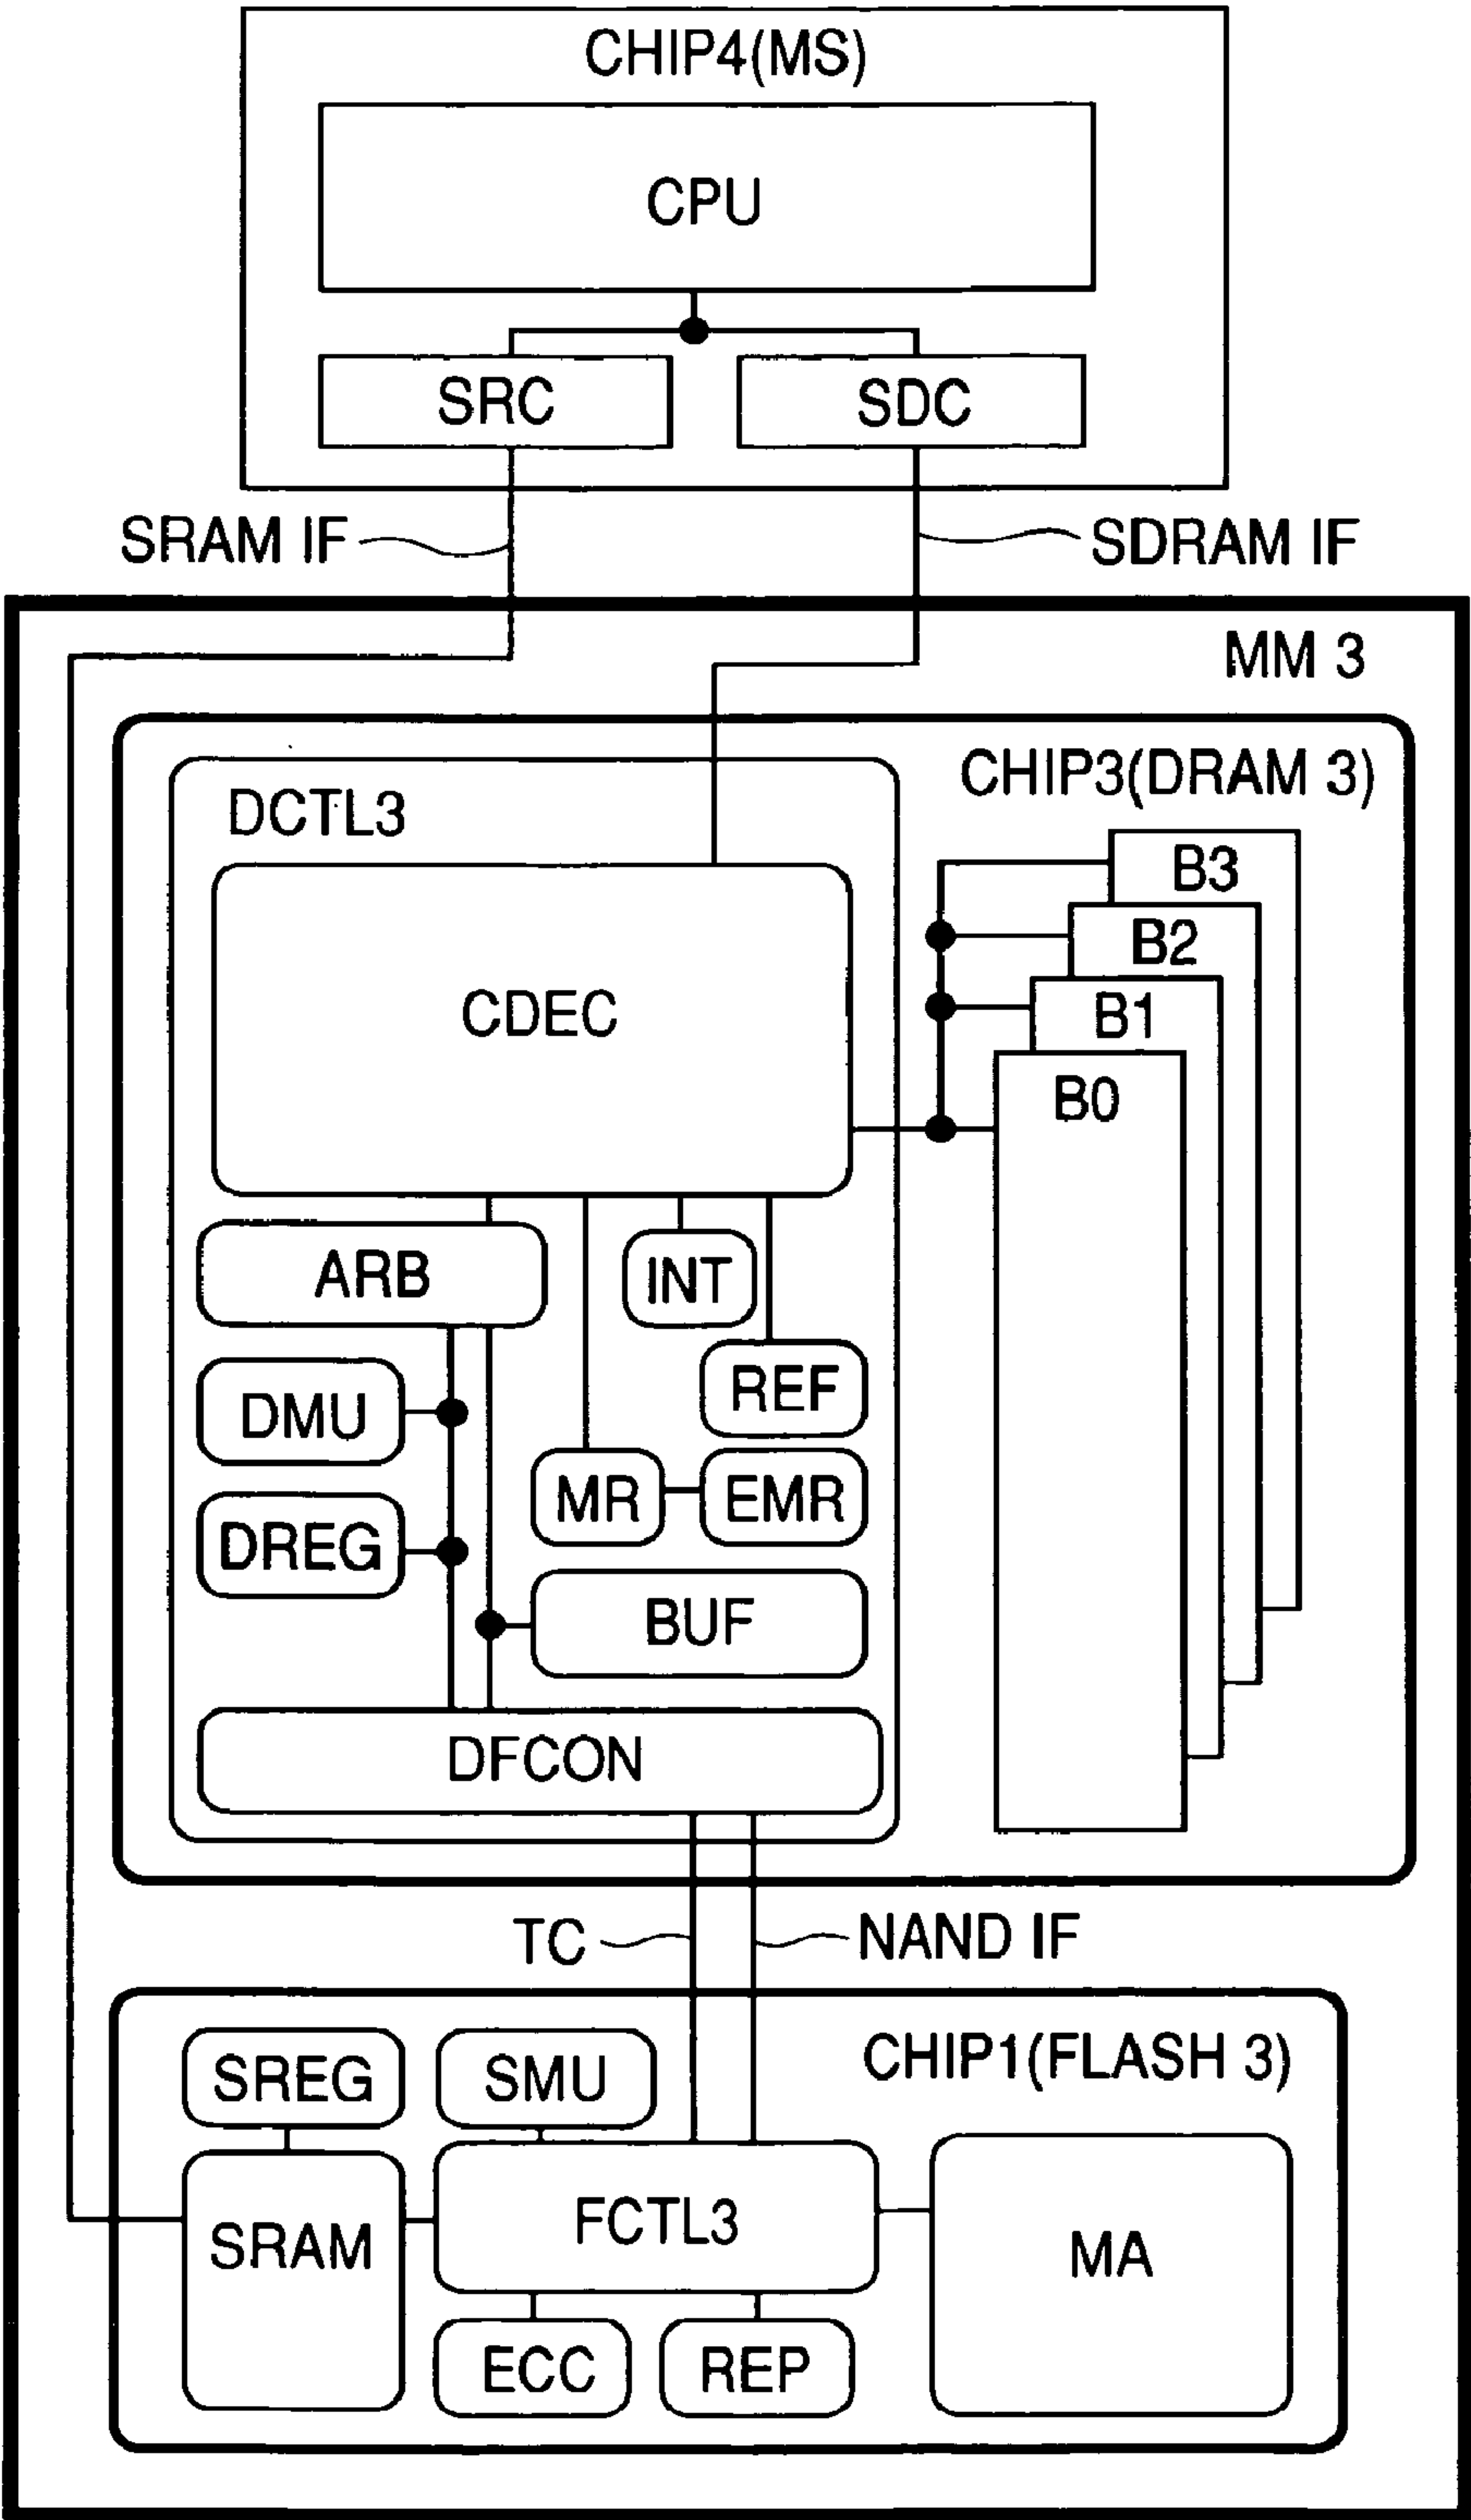 CHIP4(MS)
CPU
SRC
SDC
SRAM IF
SDRAM IF
MM 3
CHIP3(DRAM 3)
DCTL3
B3
B2
B1
B0
CDEC
ARB
INT
REF
DMU
MR
EMR
DREG
BUF
DFCON
TC
NAND IF
CHIP1(FLASH 3)
SREG
SMU
SRAM
FCTL3
MA
ECC
REP